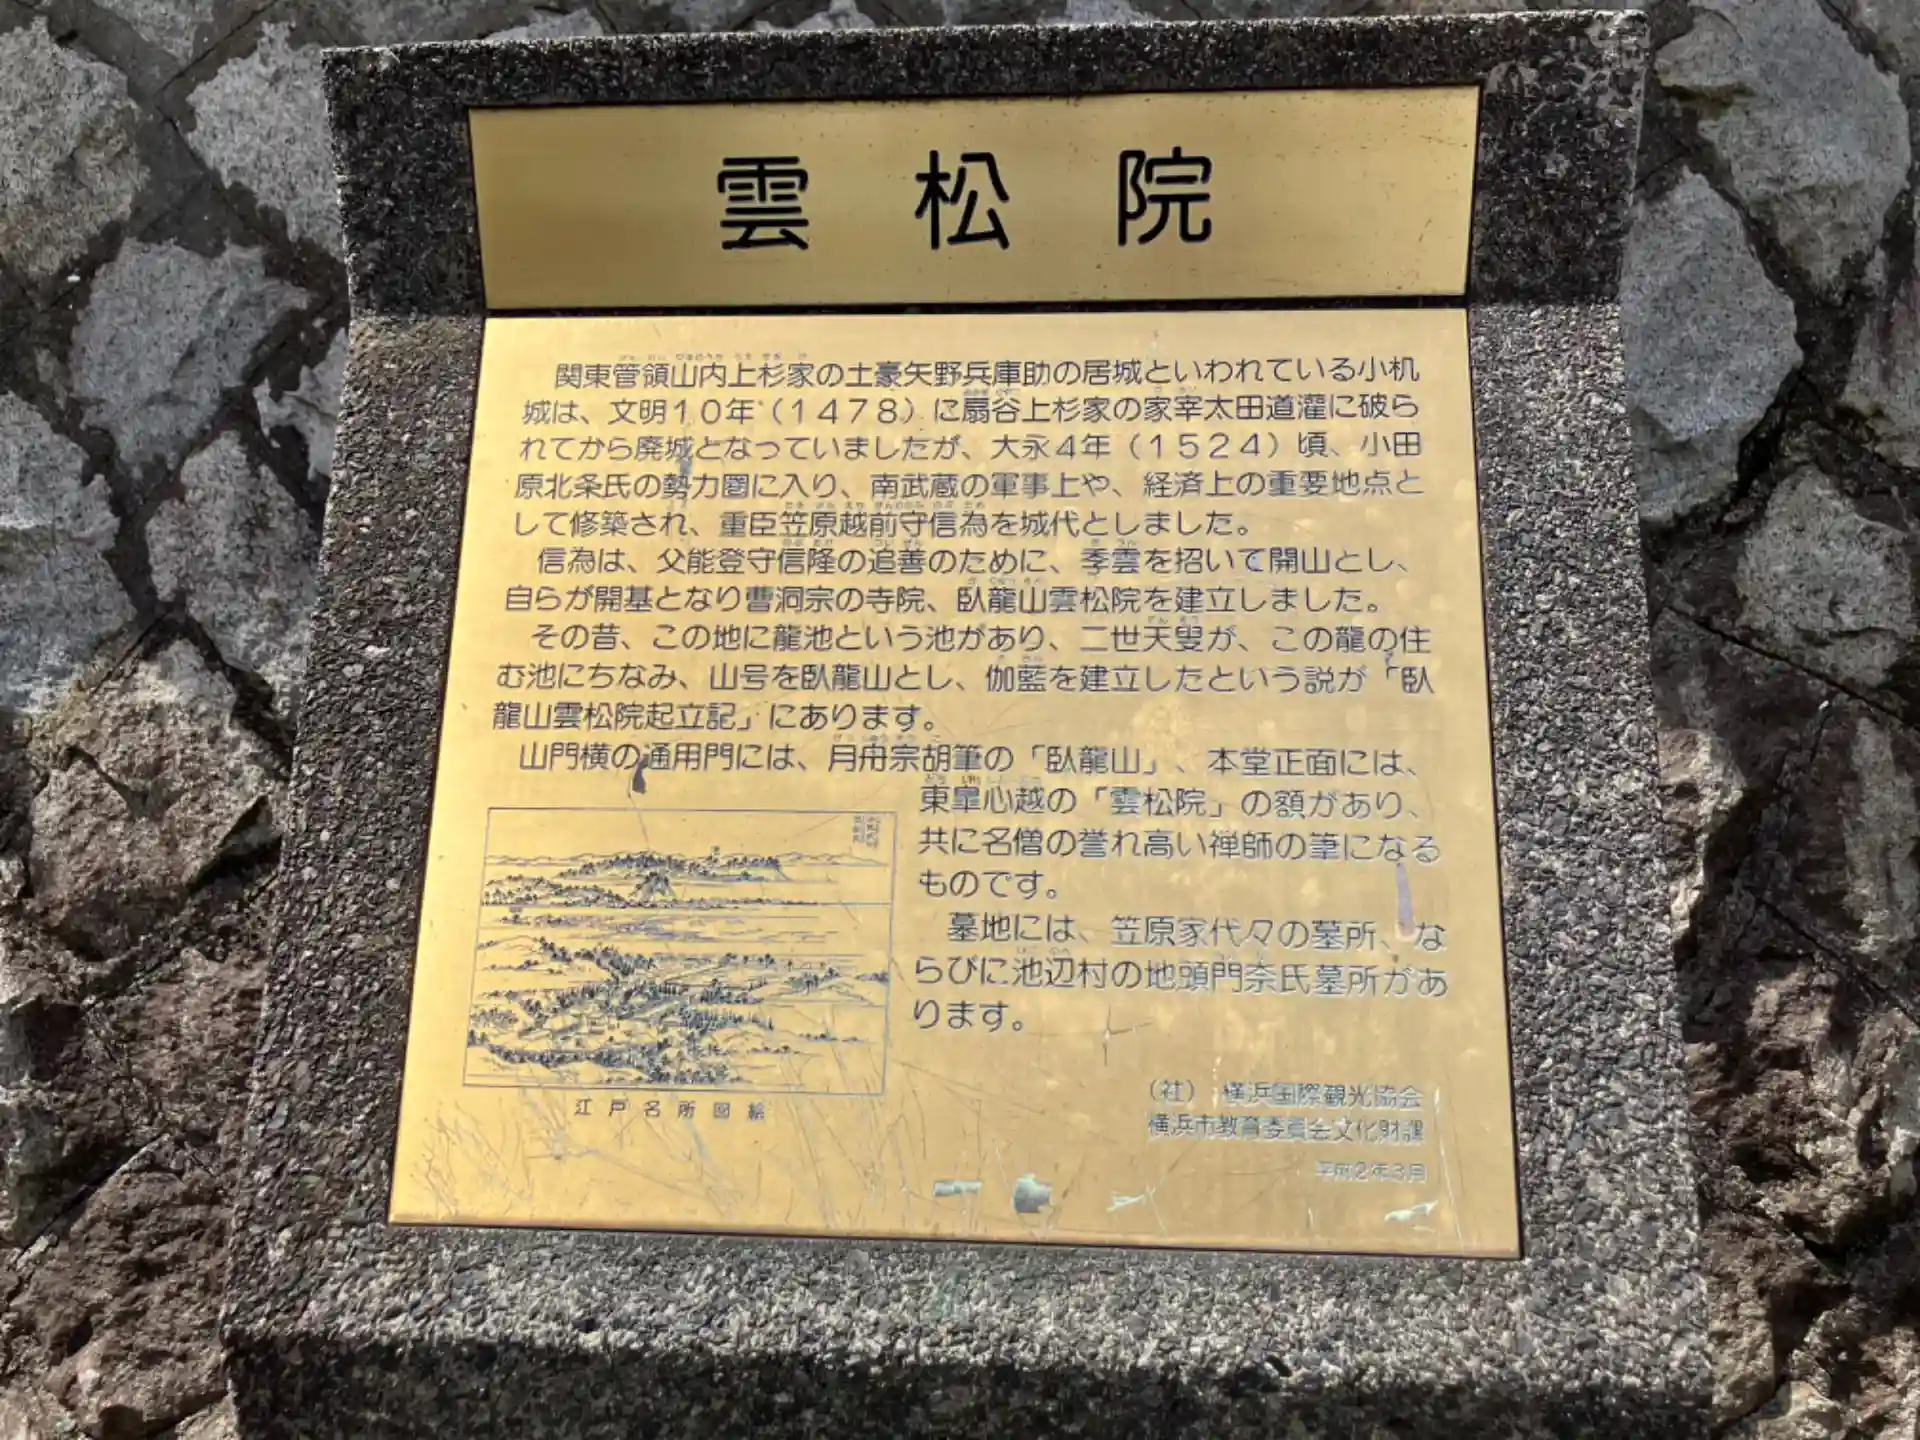 雲松院
関東管領山内上杉家の土豪矢野兵庫助の居城といわれている小机
城は、文明10年（1478）に扇谷上杉家の家宰太田道灌に破ら
れてから廃城となっていましたが、大永4年（1524）頃、小田
原北条氏の勢力圏に入り、南武蔵の軍事上や、経済上の重要地点と
して修築され、重臣笠原越前守信為を城代としました。
信為は、父能登守信隆の追善のために、季雲を招いて開山とし、
自らが開基となり曹洞宗の寺院、臥龍山雲松院を建立しました。
その昔、この地に龍池という池があり、二世天叟が、この龍の住
む池にちなみ、山号を臥龍山とし、伽藍を建立したという説が「臥
龍山雲松院起立記」にあります。
山門横の通用門には、月舟宗胡筆の「臥龍山」、本堂正面には、
東皐心越の「雲松院」の額があり、
共に名僧の誉れ高い禅師の筆になる
ものです。
墓地には、笠原家代々の墓所、な
らびに池辺村の地頭門奈氏墓所があ
ります。
江戸名所図絵
（社）　横浜国際観光協会
横浜市教育委員会文化財課
平成2年3月